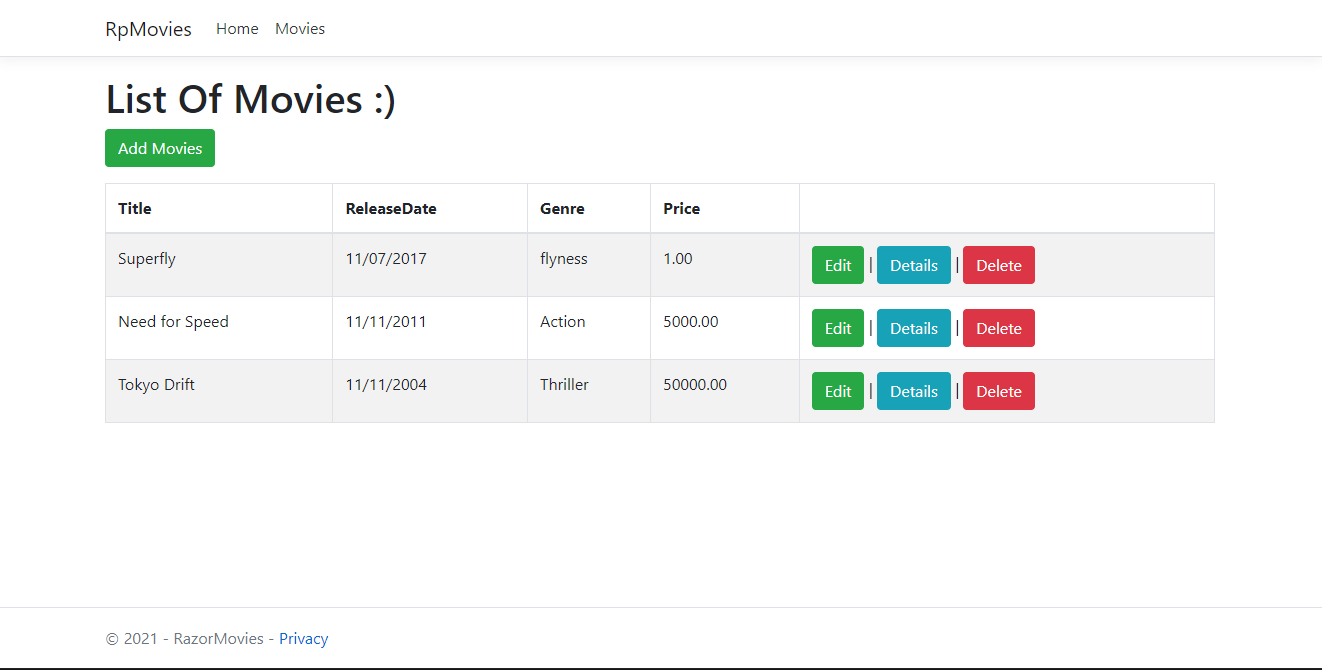 RpMovies Home Movies
List Of Movies :)
Add Movies
Title ReleaseDate Genre Price
Superfly 11/07/2017 flyness 1.00 Edit | Details | Delete
Need for Speed 11/11/2011 Action 5000.00 Edit | Details | Delete
Tokyo Drift 11/11/2004 Thriller 50000.00 Edit | Details | Delete
© 2021 - RazorMovies - Privacy